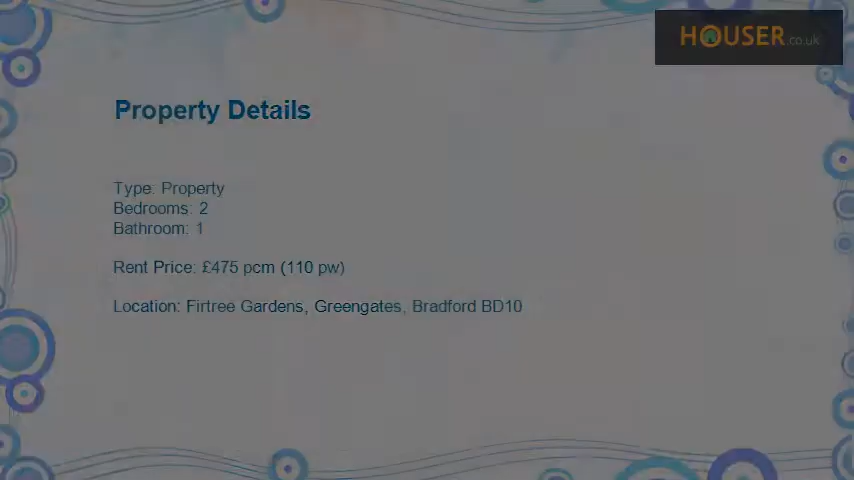 HOUSER.co.uk
Property Details
Type: Property
Bedrooms: 2
Bathroom: 1
Rent Price: £475 pcm (110 pw)
Location: Firtree Gardens, Greengates, Bradford BD10